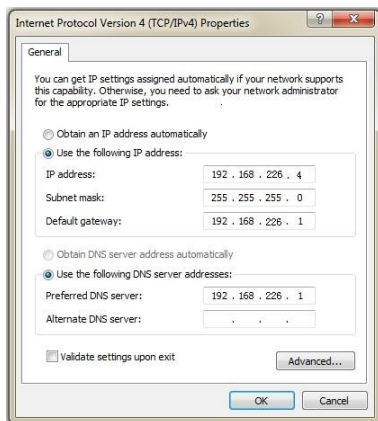 Internet Protocol Version 4 (TCP/IPv4) Properties
General
You can get IP settings assigned automatically if your network supports
this capability. Otherwise, you need to ask your network administrator
for the appropriate IP settings.
Obtain an IP address automatically
Use the following IP address:
IP address: 192 . 168 . 226 . 4
Subnet mask: 255 . 255 . 255 . 0
Default gateway: 192 . 168 . 226 . 1
Obtain DNS server address automatically
Use the following DNS server addresses:
Preferred DNS server: 192 . 168 . 226 . 1
Alternate DNS server: . . .
Validate settings upon exit
Advanced...
OK Cancel